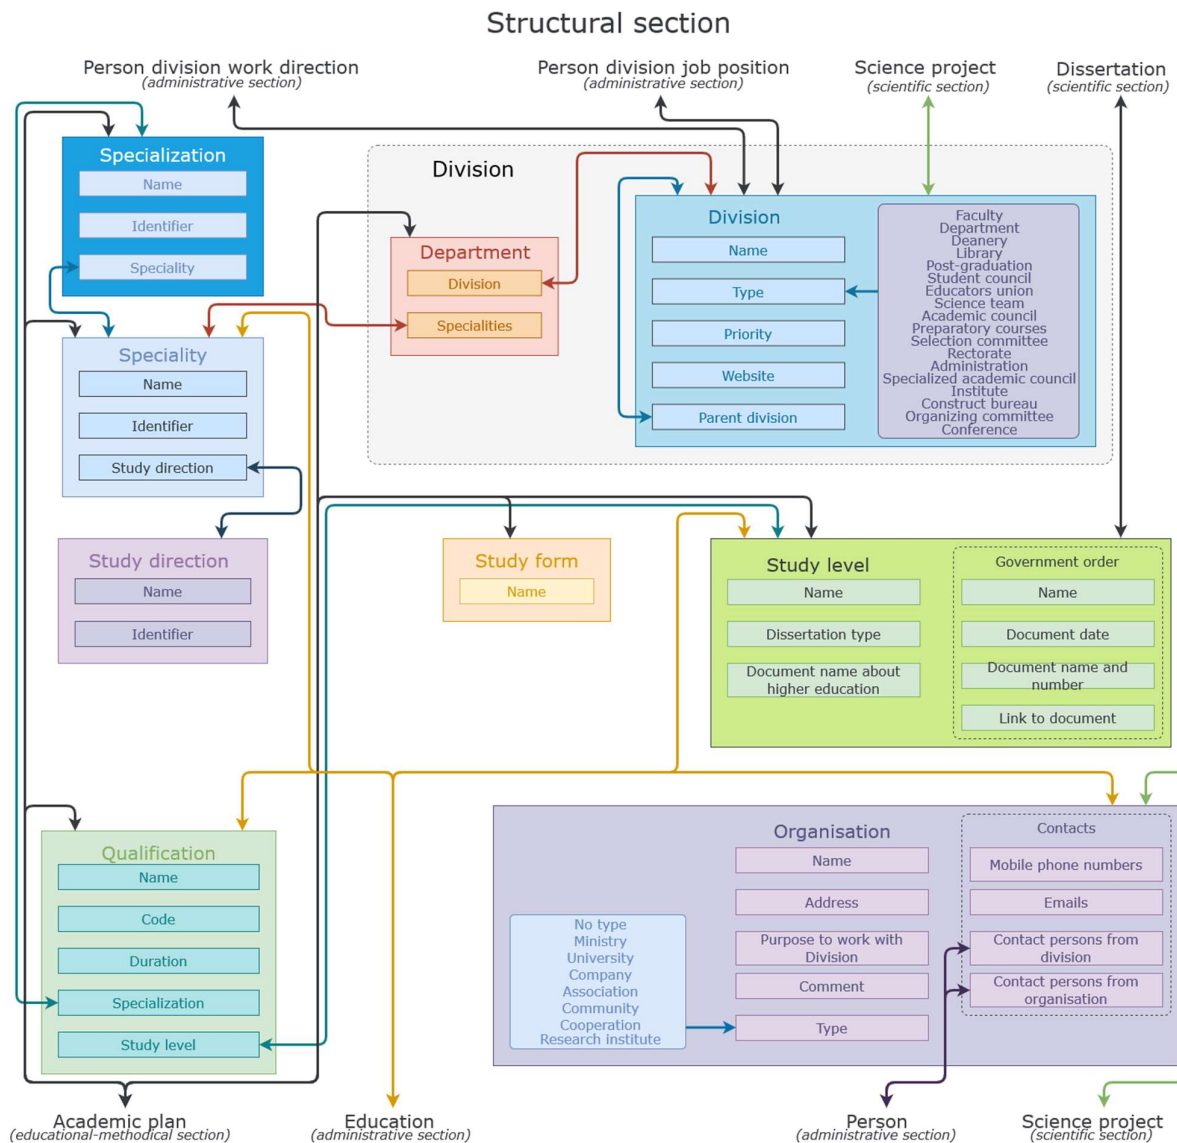 Structural section
Person division work direction
(administrative section)
Person division job position
(administrative section)
Science project
(scientific section)
Dissertation
(scientific section)
Specialization
Name
Identifier
Speciality
Division
Department
Division
Specialities
Division
Name
Type
Priority
Website
Parent division
Faculty
Department
Deanery
Library
Post-graduation
Student council
Educators union
Science team
Academic council
Preparatory courses
Selection committee
Rectorate
Administration
Specialized academic council
Institute
Construct bureau
Organizing committee
Conference
Speciality
Name
Identifier
Study direction
Study direction
Name
Identifier
Study form
Name
Study level
Name
Dissertation type
Document name about
higher education
Government order
Name
Document date
Document name and
number
Link to document
Qualification
Name
Code
Duration
Specialization
Study level
Organisation
Name
Address
Purpose to work with
Division
Comment
Type
No type
Ministry
University
Company
Association
Community
Cooperation
Research institute
Contacts
Mobile phone numbers
Emails
Contact persons from
division
Contact persons from
organisation
Academic plan
(educational-methodical section)
Education
(administrative section)
Person
(administrative section)
Science project
(scientific section)